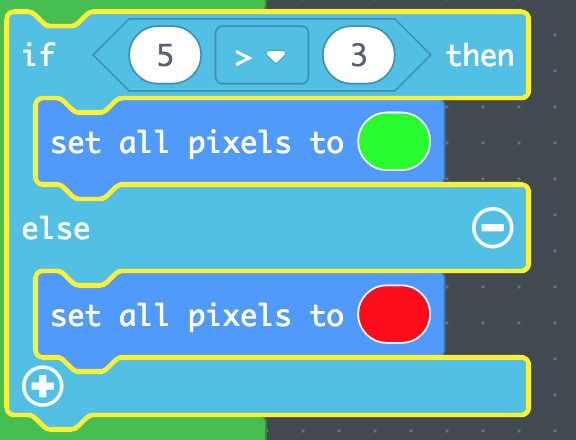 if 5 > 3 then
set all pixels to
else
set all pixels to